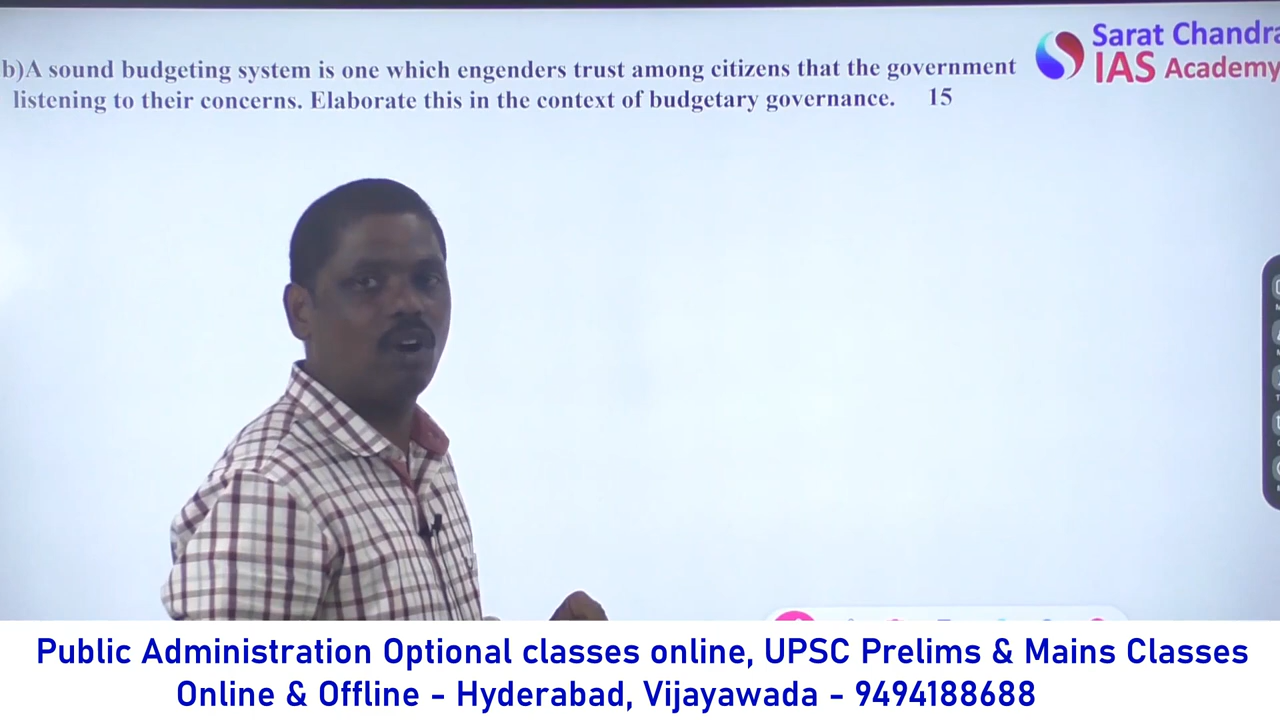 b)A sound budgeting system is one which engenders trust among citizens that the government
listening to their concerns. Elaborate this in the context of budgetary governance. 15
Sarat Chandra
IAS Academy
Public Administration Optional classes online, UPSC Prelims & Mains Classes
Online & Offline - Hyderabad, Vijayawada - 9494188688